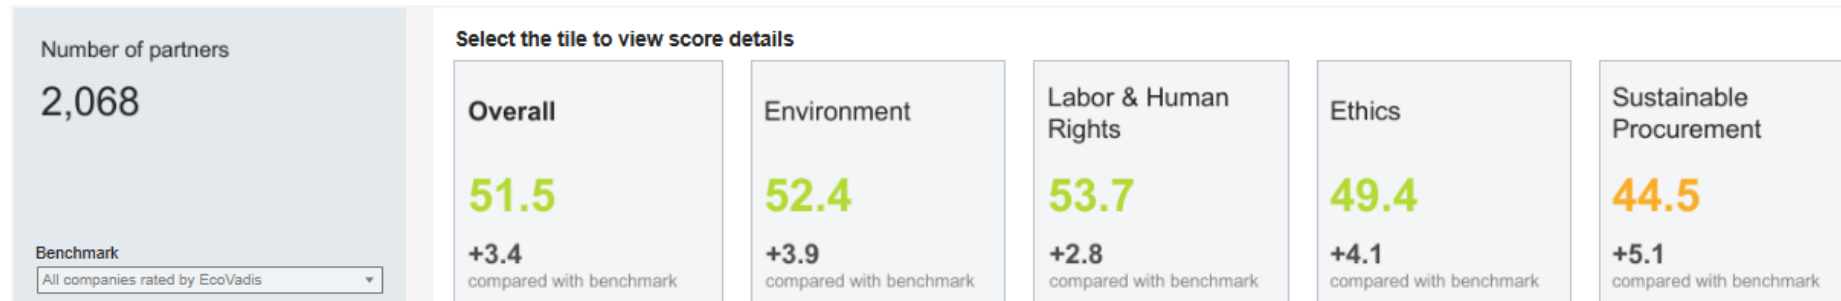 Number of partners
2,068
Benchmark
All companies rated by EcoVadis
Select the tile to view score details
Overall
51.5
+3.4
compared with benchmark
Environment
52.4
+3.9
compared with benchmark
Labor & Human
Rights
53.7
+2.8
compared with benchmark
Ethics
49.4
+4.1
compared with benchmark
Sustainable
Procurement
44.5
+5.1
compared with benchmark